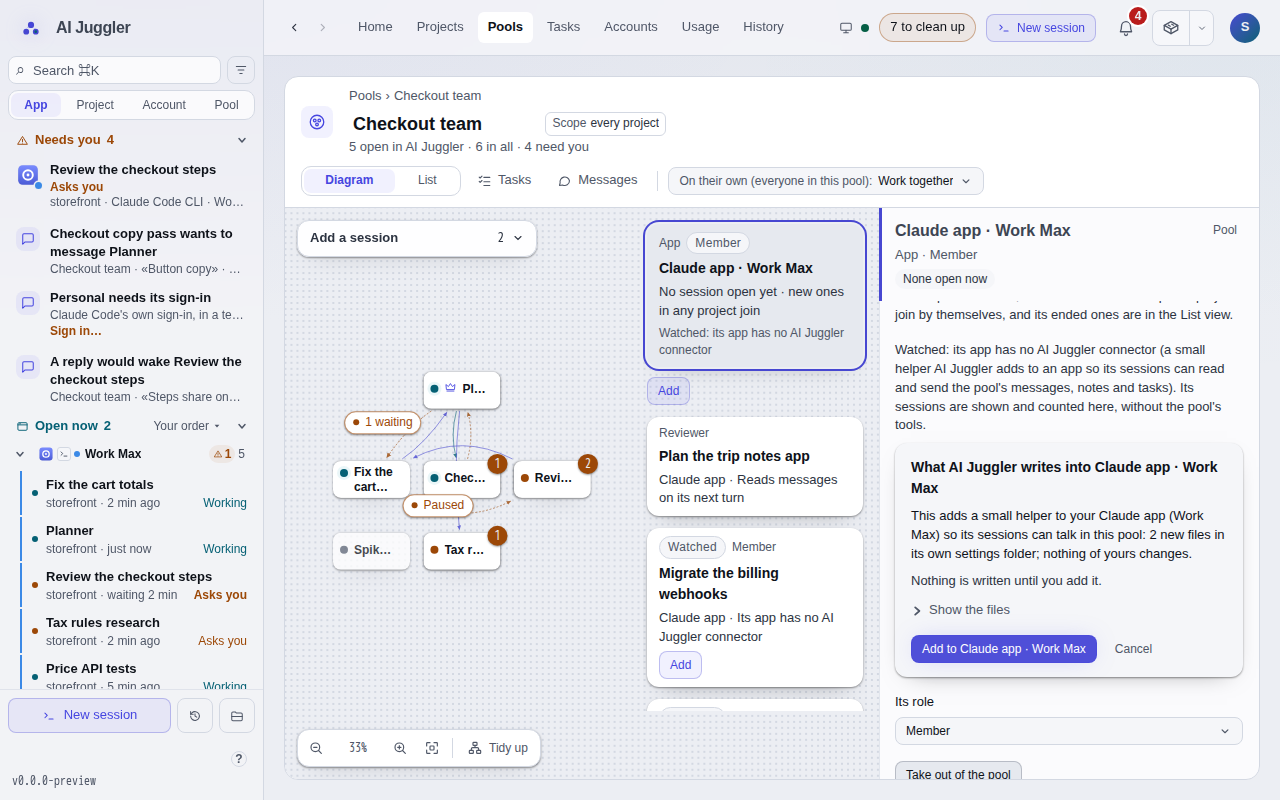 AI Juggler
Search ⌘K
App Project Account Pool
Needs you 4
Review the checkout steps
Asks you
storefront · Claude Code CLI · Wo…
Checkout copy pass wants to
message Planner
Checkout team · «Button copy» · …
Personal needs its sign-in
Claude Code's own sign-in, in a te…
Sign in…
A reply would wake Review the
checkout steps
Checkout team · «Steps share on…
Open now 2 Your order
Work Max 1 5
Fix the cart totals
storefront · 2 min ago Working
Planner
storefront · just now Working
Review the checkout steps
storefront · waiting 2 min Asks you
Tax rules research
storefront · 2 min ago Asks you
Price API tests
storefront · 5 min ago Working
New session
?
v0.0.0-preview
Home Projects Pools Tasks Accounts Usage History
7 to clean up
New session
4
S
Pools › Checkout team
Checkout team
Scope every project
5 open in AI Juggler · 6 in all · 4 need you
Diagram List Tasks Messages
On their own (everyone in this pool): Work together
Add a session 2
Pl…
1 waiting
Fix the
cart…
Chec…
1
Revi…
2
Paused
Spik…
Tax r…
1
33%
Tidy up
App Member
Claude app · Work Max
No session open yet · new ones
in any project join
Watched: its app has no AI Juggler
connector
Add
Reviewer
Plan the trip notes app
Claude app · Reads messages
on its next turn
Watched Member
Migrate the billing
webhooks
Claude app · Its app has no AI
Juggler connector
Add
Claude app · Work Max Pool
App · Member
None open now
join by themselves, and its ended ones are in the List view.
Watched: its app has no AI Juggler connector (a small
helper AI Juggler adds to an app so its sessions can read
and send the pool's messages, notes and tasks). Its
sessions are shown and counted here, without the pool's
tools.
What AI Juggler writes into Claude app · Work
Max
This adds a small helper to your Claude app (Work
Max) so its sessions can talk in this pool: 2 new files in
its own settings folder; nothing of yours changes.
Nothing is written until you add it.
Show the files
Add to Claude app · Work Max Cancel
Its role
Member
Take out of the pool